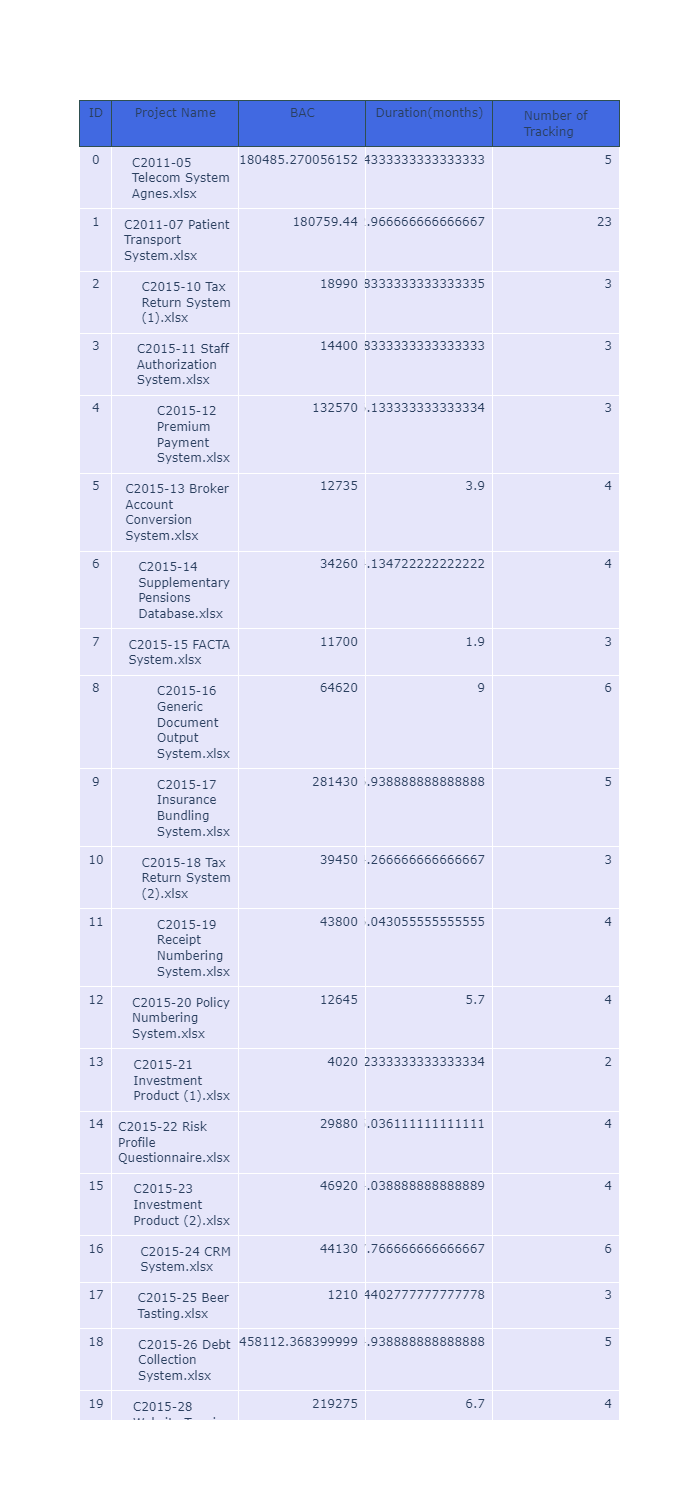 ID Project Name BAC Duration(months) Number of
Tracking
0 C2011-05 180485.270056152 4333333333333333 5
Telecom System
Agnes.xlsx
1 C2011-07 Patient 180759.44 .966666666666667 23
Transport
System.xlsx
2 C2015-10 Tax 18990 8333333333333335 3
Return System
(1).xlsx
3 C2015-11 Staff 14400 8333333333333333 3
Authorization
System.xlsx
4 C2015-12 132570 .133333333333334 3
Premium
Payment
System.xlsx
5 C2015-13 Broker 12735 3.9 4
Account
Conversion
System.xlsx
6 C2015-14 34260 .134722222222222 4
Supplementary
Pensions
Database.xlsx
7 C2015-15 FACTA 11700 1.9 3
System.xlsx
8 C2015-16 64620 9 6
Generic
Document
Output
System.xlsx
9 C2015-17 281430 .938888888888888 5
Insurance
Bundling
System.xlsx
10 C2015-18 Tax 39450 .266666666666667 3
Return System
(2).xlsx
11 C2015-19 43800 .043055555555555 4
Receipt
Numbering
System.xlsx
12 C2015-20 Policy 12645 5.7 4
Numbering
System.xlsx
13 C2015-21 4020 2333333333333334 2
Investment
Product (1).xlsx
14 C2015-22 Risk 29880 .036111111111111 4
Profile
Questionnaire.xlsx
15 C2015-23 46920 .038888888888889 4
Investment
Product (2).xlsx
16 C2015-24 CRM 44130 .766666666666667 6
System.xlsx
17 C2015-25 Beer 1210 4402777777777778 3
Tasting.xlsx
18 C2015-26 Debt 458112.368399999 .938888888888888 5
Collection
System.xlsx
19 C2015-28 219275 6.7 4